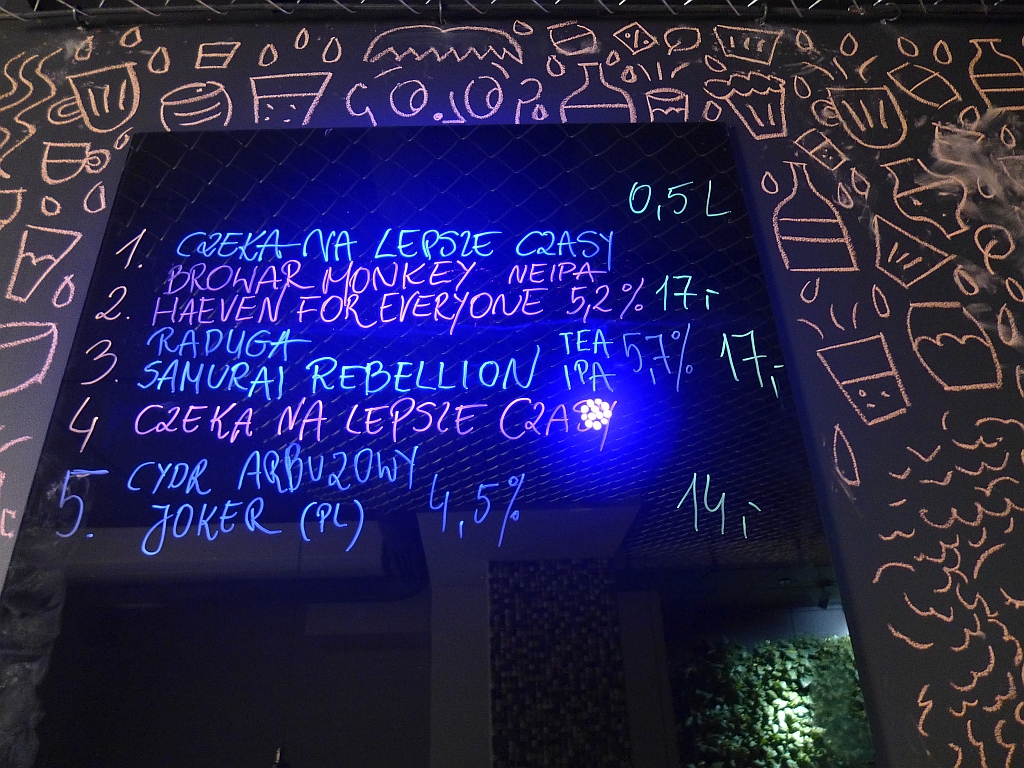 0,5 L
1. CZEKA NA LEPSZE CZASY
BROWAR MONKEY NEIPA
2. HAEVEN FOR EVERYONE 5,2% 17,-
RADUGA TEA
3. SAMURAI REBELLION IPA 5,7% 17,-
4 CZEKA NA LEPSZE CZASY
CYDR ARBUZOWY
5. JOKER (PL) 4,5% 14,-